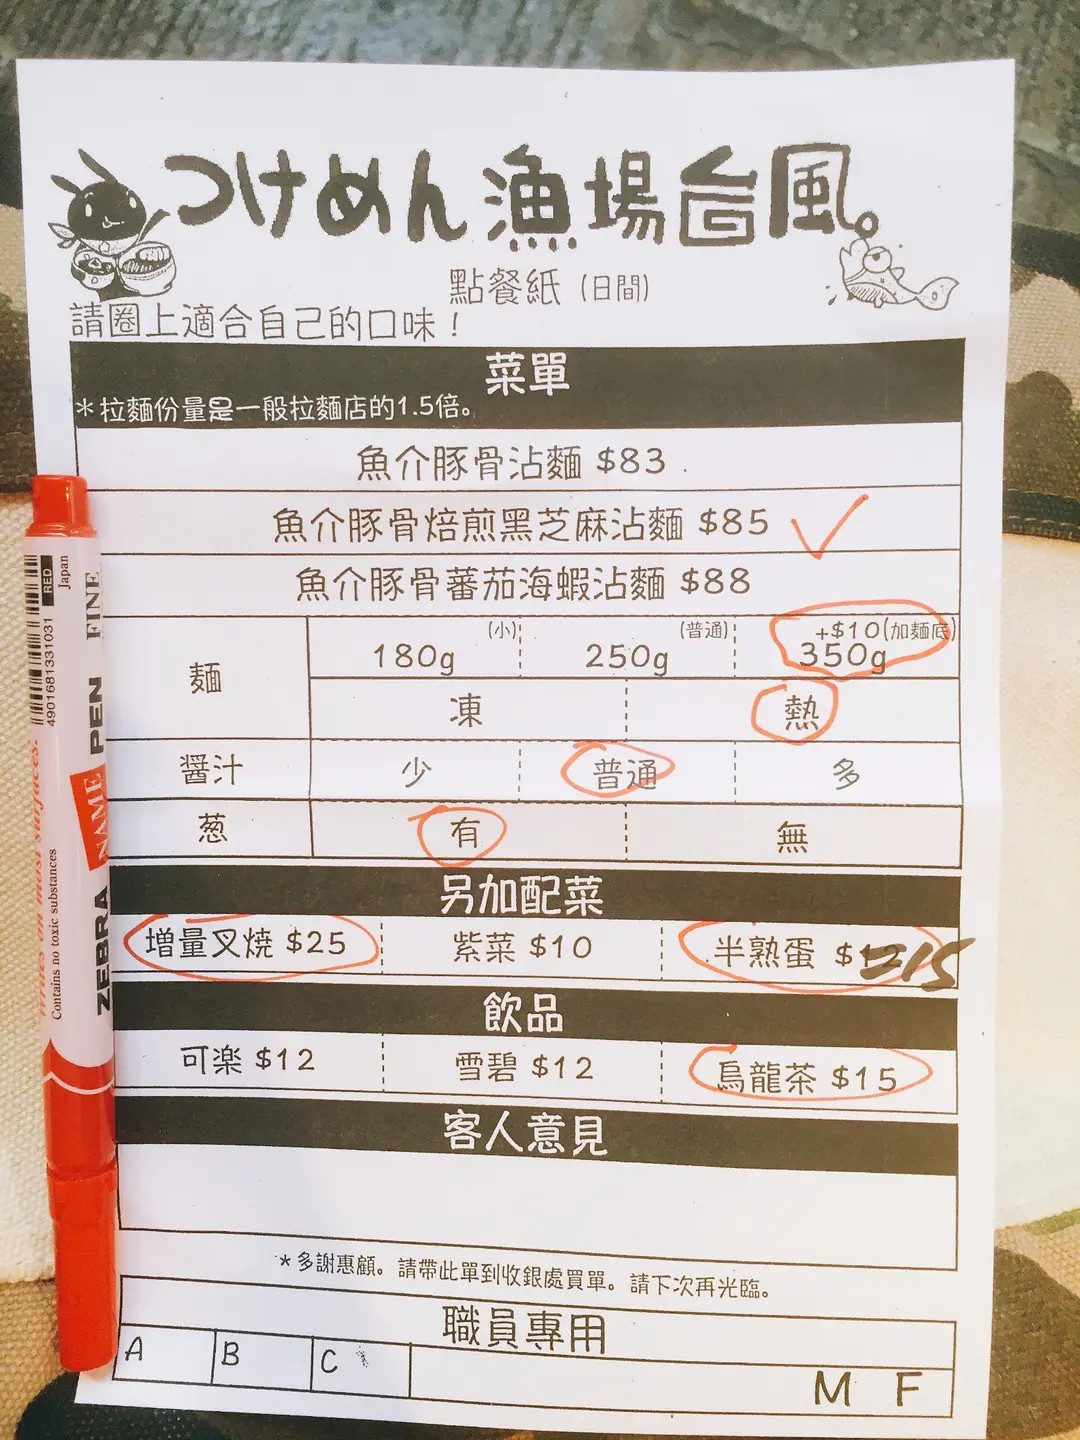 つけめん漁場台風。
點餐紙（日間）
請圈上適合自己的口味！
菜單
＊拉麵份量是一般拉麵店的1.5倍。
魚介豚骨沾麵 $83
魚介豚骨焙煎黑芝麻沾麵 $85
魚介豚骨蕃茄海蝦沾麵 $88
麵
180g (小) 250g (普通) 350g +$10(加麵底)
凍 熱
醬汁 少 普通 多
葱 有 無
另加配菜
增量叉燒 $25 紫菜 $10 半熟蛋 $15
飲品
可楽 $12 雪碧 $12 烏龍茶 $15
客人意見
＊多謝惠顧。請帶此單到收銀處買單。請下次再光臨。
職員專用
A B C M F
ZEBRA NAME PEN FINE
Writes on most surfaces.
Contains no toxic substances
4901681331031 RED Japan